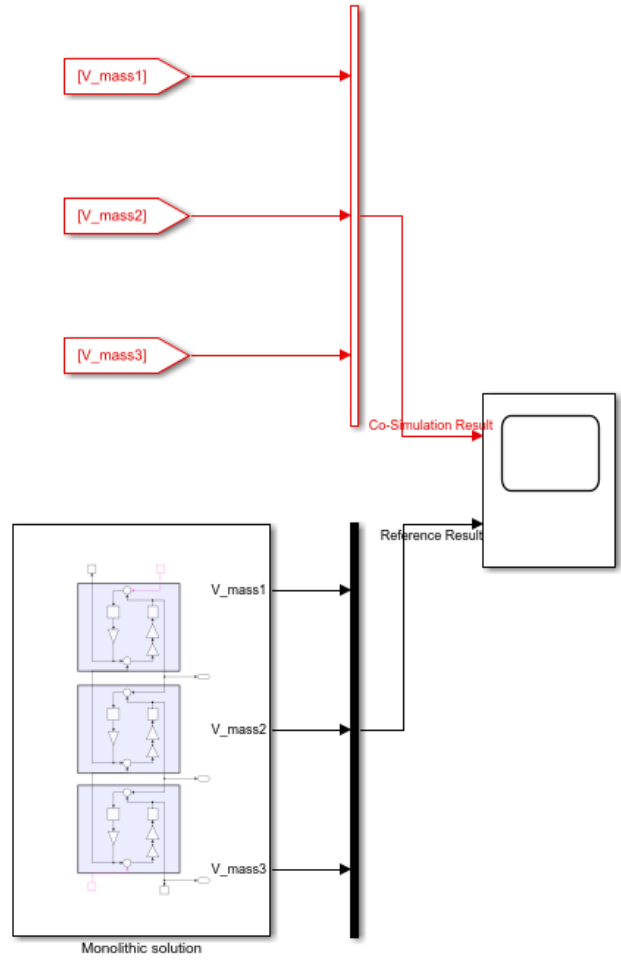 [V_mass1]
[V_mass2]
[V_mass3]
Co-Simulation Result
Reference Result
V_mass1
V_mass2
V_mass3
Monolithic solution